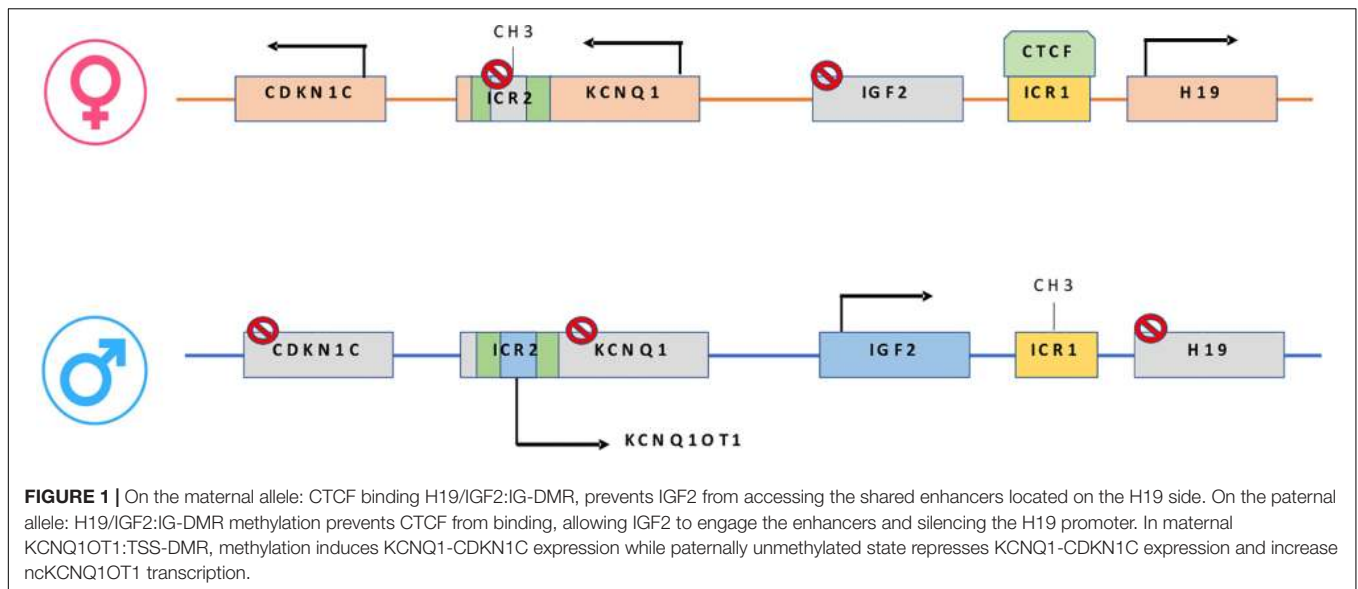 CH3
CTCF
CDKN1C
ICR2
KCNQ1
IGF2
ICR1
H19
CH3
CDKN1C
ICR2
KCNQ1
IGF2
ICR1
H19
KCNQ1OT1
FIGURE 1 | On the maternal allele: CTCF binding H19/IGF2:IG-DMR, prevents IGF2 from accessing the shared enhancers located on the H19 side. On the paternal
allele: H19/IGF2:IG-DMR methylation prevents CTCF from binding, allowing IGF2 to engage the enhancers and silencing the H19 promoter. In maternal
KCNQ1OT1:TSS-DMR, methylation induces KCNQ1-CDKN1C expression while paternally unmethylated state represses KCNQ1-CDKN1C expression and increase
ncKCNQ1OT1 transcription.